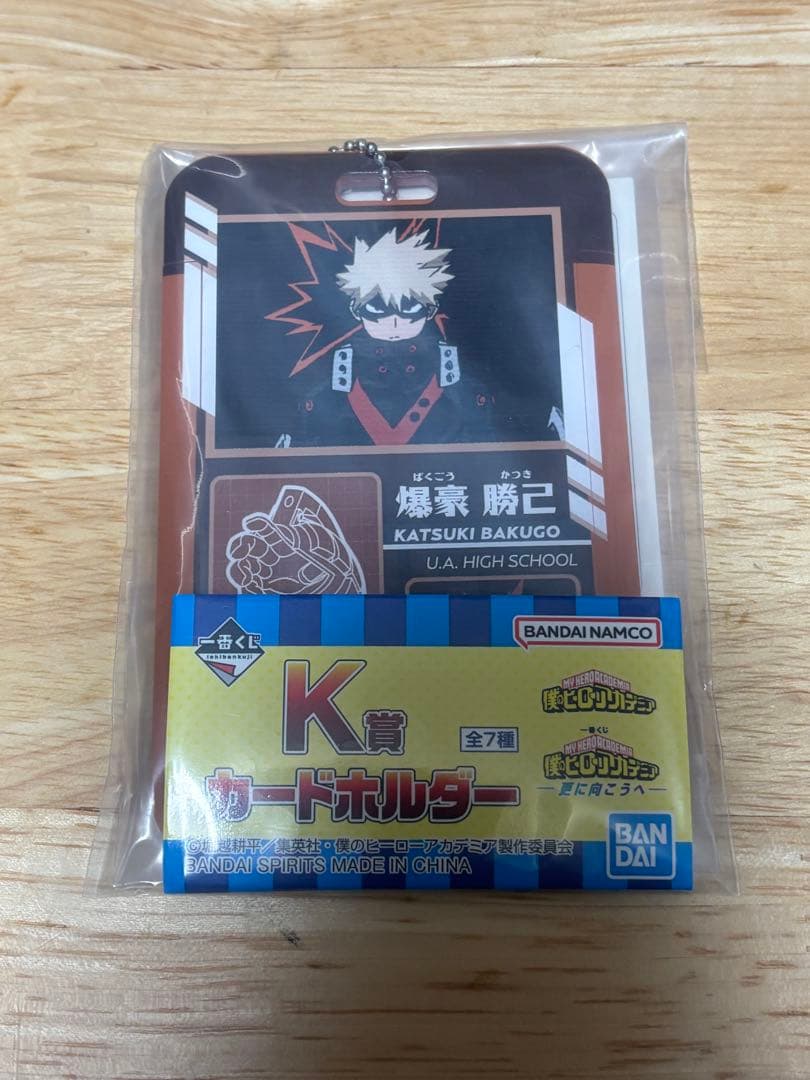 ばくごう かつき
爆豪 勝己
KATSUKI BAKUGO
U.A. HIGH SCHOOL
一番くじ
ichibankuji
BANDAI NAMCO
K賞
全7種
カードホルダー
MY HERO ACADEMIA
僕のヒーローアカデミア
一番くじ
MY HERO ACADEMIA
僕のヒーローアカデミア
更に向こうへ
©堀越耕平/集英社・僕のヒーローアカデミア製作委員会
BANDAI SPIRITS MADE IN CHINA
BAN
DAI